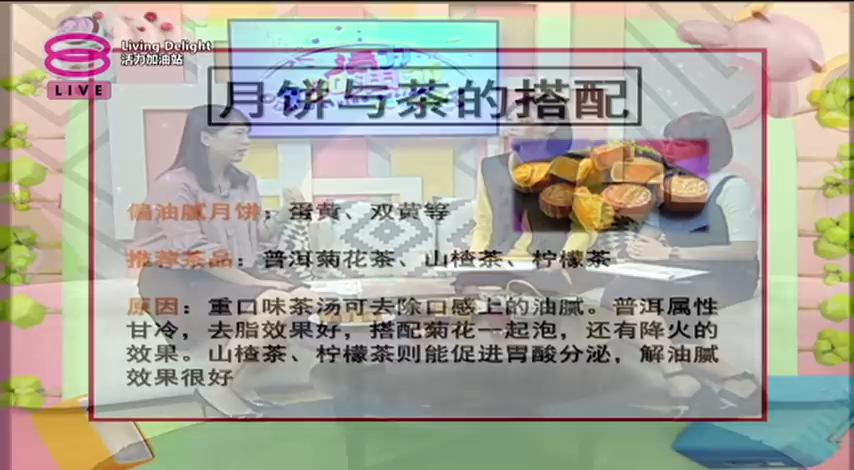 Living Delight
活力加油站
LIVE
月饼与茶的搭配
偏油腻月饼：蛋黄、双黄等
推荐茶品：普洱菊花茶、山楂茶、柠檬茶
原因：重口味茶汤可去除口感上的油腻。普洱属性
甘冷，去脂效果好，搭配菊花一起泡，还有降火的
效果。山楂茶、柠檬茶则能促进胃酸分泌，解油腻
效果很好